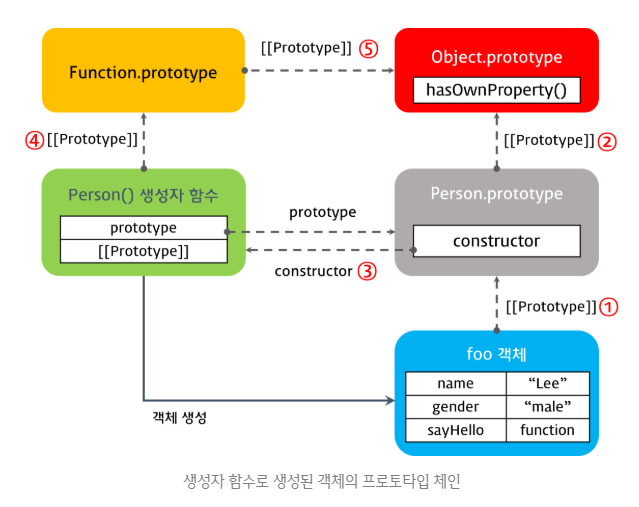 [[Prototype]] ⑤
Function.prototype
Object.prototype
hasOwnProperty()
④ [[Prototype]]
[[Prototype]] ②
Person() 생성자 함수
prototype
[[Prototype]]
prototype
constructor ③
Person.prototype
constructor
[[Prototype]] ①
foo 객체
name “Lee”
gender “male”
sayHello function
객체 생성
생성자 함수로 생성된 객체의 프로토타입 체인